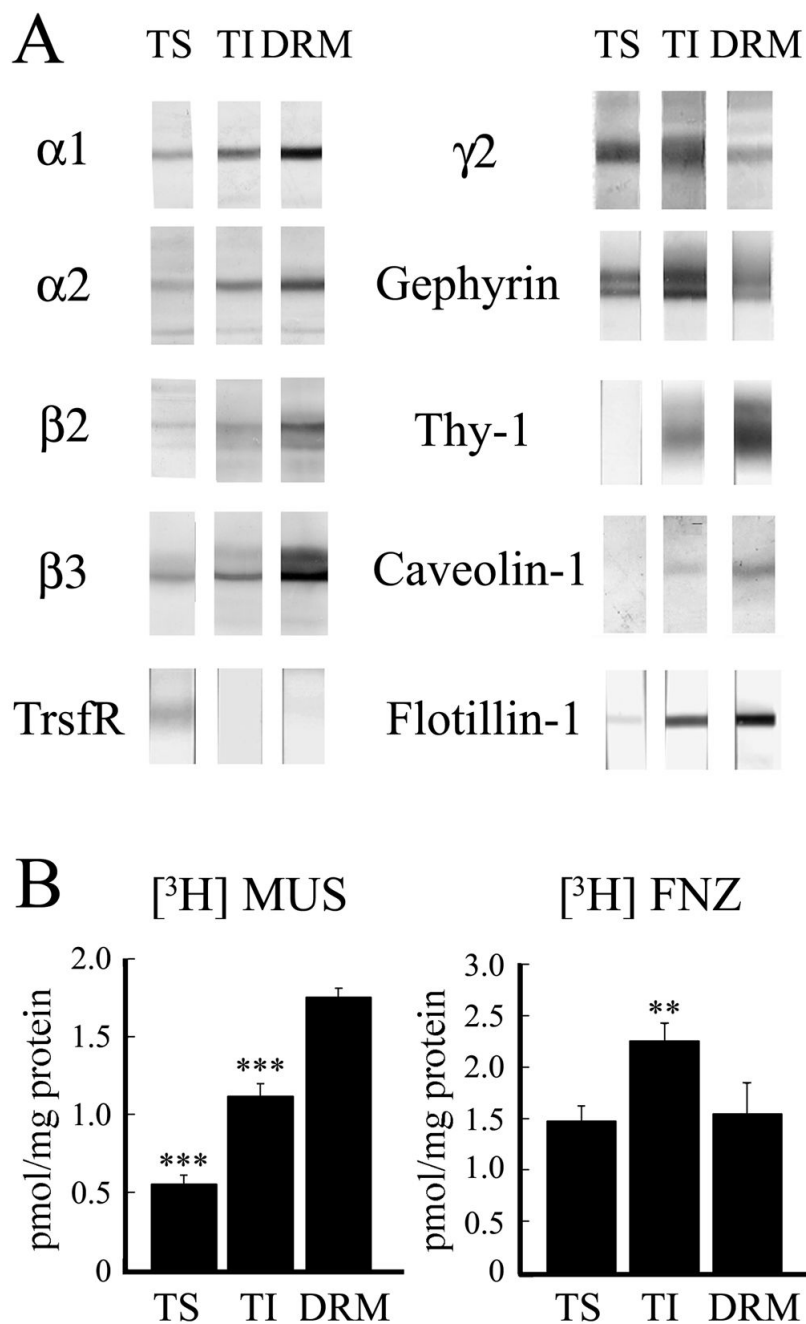 A
TS TI DRM
α1
α2
β2
β3
TrsfR
TS TI DRM
γ2
Gephyrin
Thy-1
Caveolin-1
Flotillin-1
B
[³H] MUS
pmol/mg protein
2.0
1.5
1.0
0.5
0
***
***
TS TI DRM
[³H] FNZ
pmol/mg protein
3.0
2.5
2.0
1.5
1.0
0.5
0
**
TS TI DRM